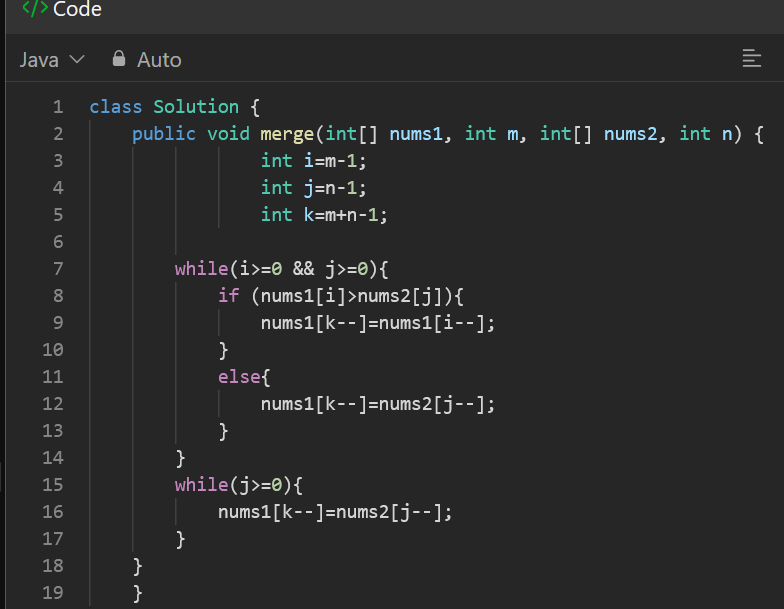 </> Code
Java Auto
1 class Solution {
2     public void merge(int[] nums1, int m, int[] nums2, int n) {
3                 int i=m-1;
4                 int j=n-1;
5                 int k=m+n-1;
6
7         while(i>=0 && j>=0){
8             if (nums1[i]>nums2[j]){
9                 nums1[k--]=nums1[i--];
10             }
11             else{
12                 nums1[k--]=nums2[j--];
13             }
14         }
15         while(j>=0){
16             nums1[k--]=nums2[j--];
17         }
18     }
19     }